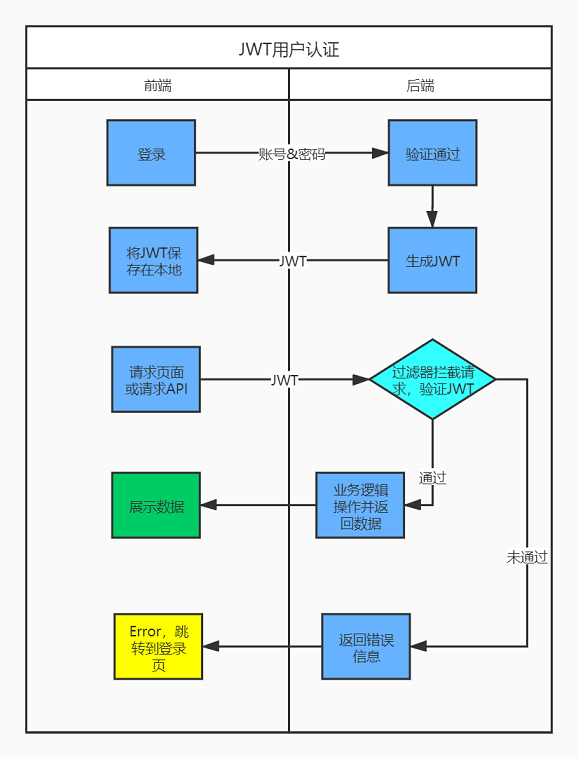 JWT用户认证
前端
后端
登录
账号&密码
验证通过
将JWT保
存在本地
JWT
生成JWT
请求页面
或请求API
JWT
过滤器拦截请
求，验证JWT
通过
展示数据
业务逻辑
操作并返
回数据
未通过
Error，跳
转到登录
页
返回错误
信息